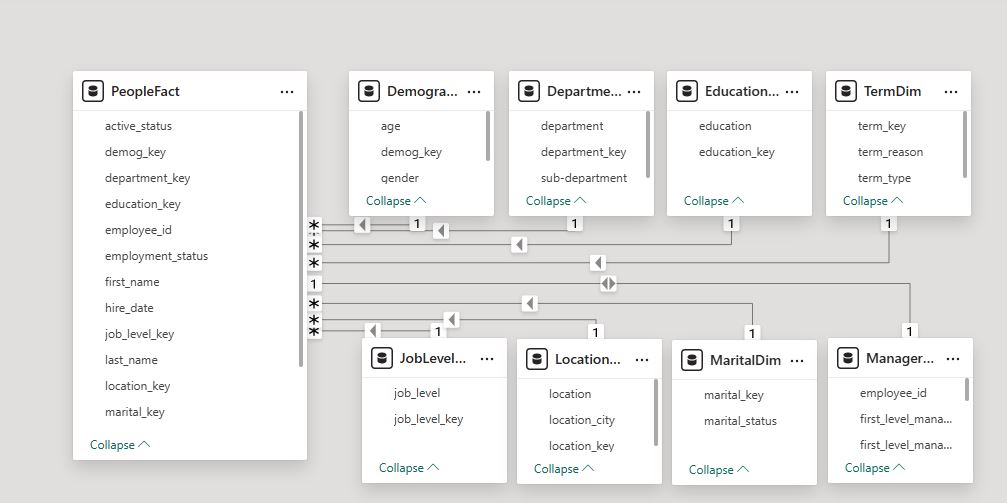 PeopleFact ...
active_status
demog_key
department_key
education_key
employee_id
employment_status
first_name
hire_date
job_level_key
last_name
location_key
marital_key
Collapse
Demogra... ...
age
demog_key
gender
Collapse
Departme... ...
department
department_key
sub-department
Collapse
Education... ...
education
education_key
Collapse
TermDim ...
term_key
term_reason
term_type
Collapse
* 1
1
* 1
* 1
1 1
* 1
* 1
* 1
JobLevel... ...
job_level
job_level_key
Collapse
Location... ...
location
location_city
location_key
Collapse
MaritalDim ...
marital_key
marital_status
Collapse
Manager... ...
employee_id
first_level_mana...
first_level_mana...
Collapse